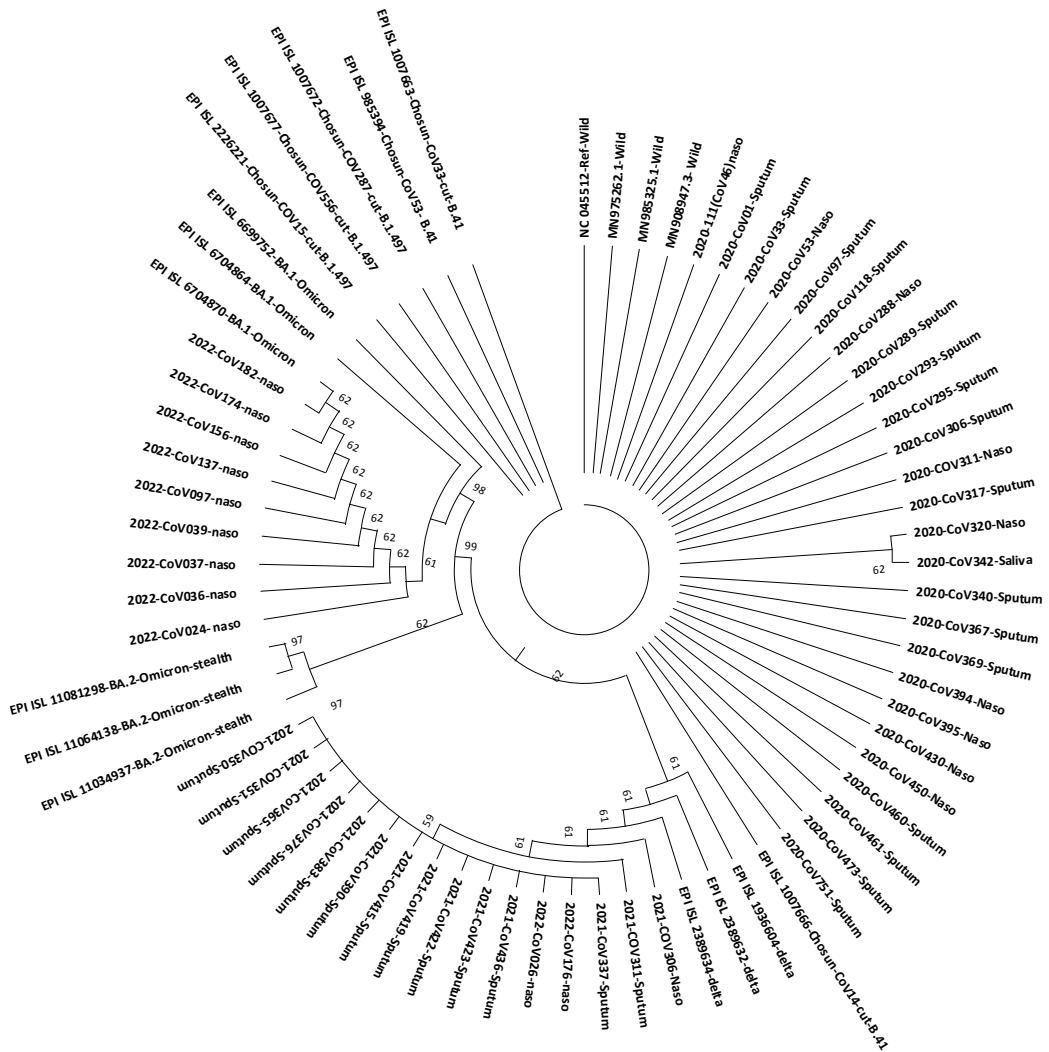 NC 045512-Ref-Wild
MN975262.1-Wild
MN985325.1-Wild
MN908947.3- Wild
2020-111(CoV46)naso
2020-CoV01-Sputum
2020-CoV33-Sputum
2020-CoV53-Naso
2020-CoV97-Sputum
2020-CoV118-Sputum
2020-CoV288-Naso
2020-CoV289-Sputum
2020-CoV293-Sputum
2020-CoV295-Sputum
2020-CoV306-Sputum
2020-COV311-Naso
2020-CoV317-Sputum
2020-CoV320-Naso
2020-CoV342-Saliva
62
2020-CoV340-Sputum
2020-CoV367-Sputum
2020-CoV369-Sputum
2020-CoV394-Naso
2020-CoV395-Naso
2020-CoV430-Naso
2020-CoV450-Naso
2020-CoV460-Sputum
2020-CoV461-Sputum
2020-CoV473-Sputum
2020-CoV751-Sputum
EPI ISL 1007666-Chosun-CoV14-cut-B.41
EPI ISL 1936604-delta
EPI ISL 2389632-delta
EPI ISL 2389634-delta
2021-COV306-Naso
2021-COV311-Sputum
2021-CoV337-Sputum
2022-CoV176-naso
2022-CoV026-naso
2021-CoV436-Sputum
2021-CoV423-Sputum
2021-CoV422-Sputum
2021-CoV419-Sputum
2021-CoV415-Sputum
2021-CoV390-Sputum
2021-CoV383-Sputum
2021-CoV376-Sputum
2021-CoV365-Sputum
2021-COV351-Sputum
2021-COV350-Sputum
EPI ISL 11034937-BA.2-Omicron-stealth
EPI ISL 11064138-BA.2-Omicron-stealth
EPI ISL 11081298-BA.2-Omicron-stealth
2022-CoV024- naso
2022-CoV036-naso
2022-CoV037-naso
2022-CoV039-naso
2022-CoV097-naso
2022-CoV137-naso
2022-CoV156-naso
2022-CoV174-naso
2022-CoV182-naso
EPI ISL 6704870-BA.1-Omicron
EPI ISL 6704864-BA.1-Omicron
EPI ISL 6699752-BA.1-Omicron
EPI ISL 2226221-Chosun-COV15-cut-B.1.497
EPI ISL 1007677-Chosun-COV556-cut-B.1.497
EPI ISL 1007672-Chosun-COV287-cut-B.1.497
EPI ISL 985394-Chosun-CoV53- B.41
EPI ISL 1007663-Chosun-CoV33-cut-B.41
62
62
62
62
62
62
62
61
98
99
62
97
97
62
61
61
61
61
61
59